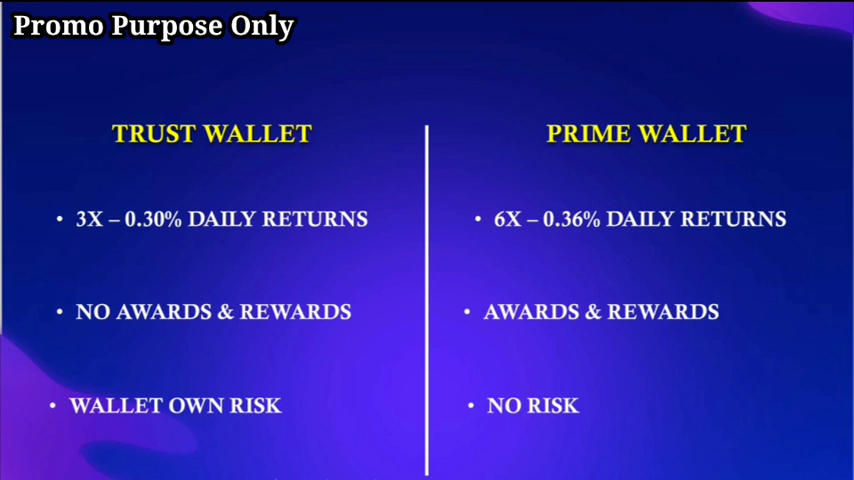 Promo Purpose Only
TRUST WALLET
• 3X – 0.30% DAILY RETURNS
• NO AWARDS & REWARDS
• WALLET OWN RISK
PRIME WALLET
• 6X – 0.36% DAILY RETURNS
• AWARDS & REWARDS
• NO RISK